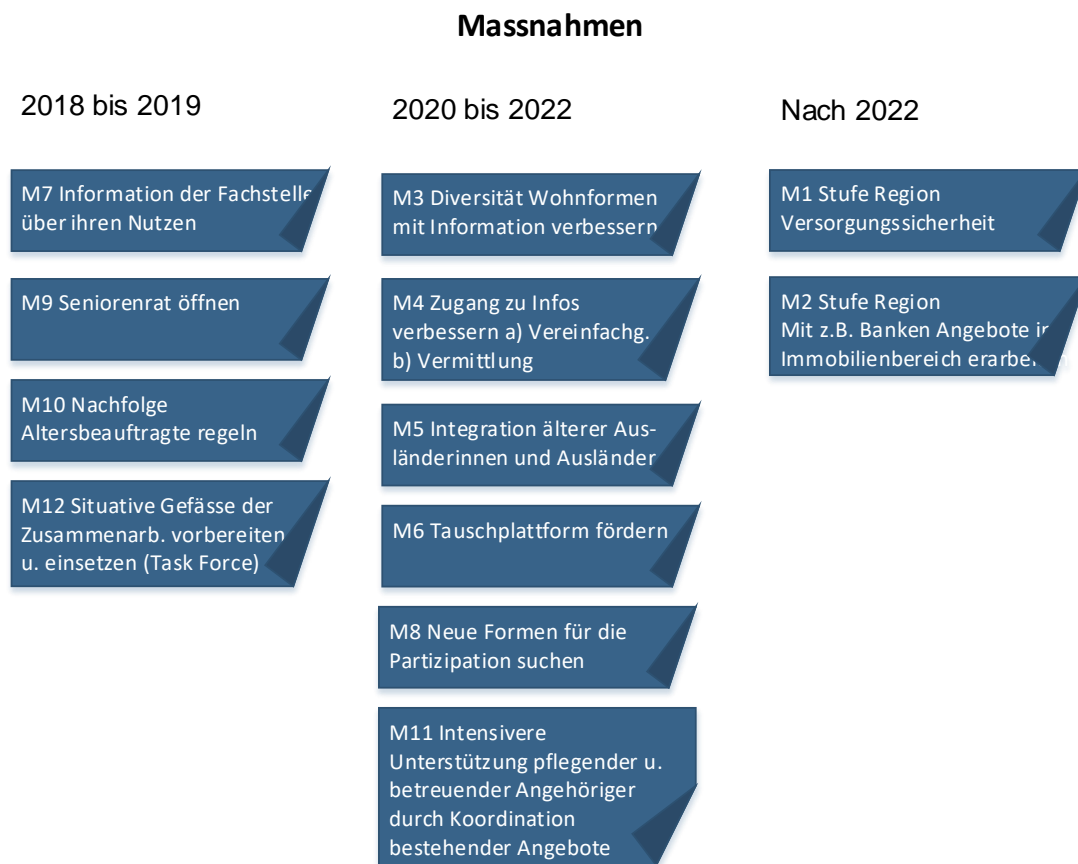 Massnahmen
2018 bis 2019
M7 Information der Fachstelle
über ihren Nutzen
M9 Seniorenrat öffnen
M10 Nachfolge
Altersbeauftragte regeln
M12 Situative Gefässe der
Zusammenarb. vorbereiten
u. einsetzen (Task Force)
2020 bis 2022
M3 Diversität Wohnformen
mit Information verbessern
M4 Zugang zu Infos
verbessern a) Vereinfachg.
b) Vermittlung
M5 Integration älterer Aus-
länderinnen und Ausländer
M6 Tauschplattform fördern
M8 Neue Formen für die
Partizipation suchen
M11 Intensivere
Unterstützung pflegender u.
betreuender Angehöriger
durch Koordination
bestehender Angebote
Nach 2022
M1 Stufe Region
Versorgungssicherheit
M2 Stufe Region
Mit z.B. Banken Angebote im
Immobilienbereich erarbeiten